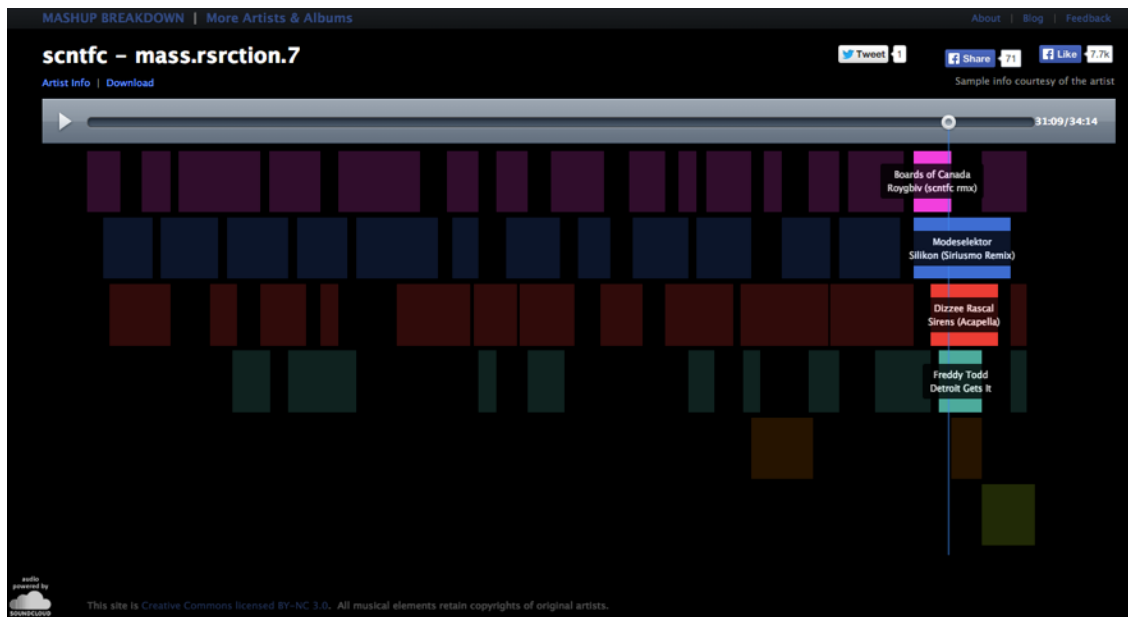 MASHUP BREAKDOWN | More Artists & Albums
About | Blog | Feedback
scntfc – mass.rsrction.7
Tweet 1
Share 71
Like 7.7k
Artist Info | Download
Sample info courtesy of the artist
31:09/34:14
Boards of Canada
Roygbiv (scntfc rmx)
Modeselektor
Silikon (Siriusmo Remix)
Dizzee Rascal
Sirens (Acapella)
Freddy Todd
Detroit Gets It
audio
powered by
SOUNDCLOUD
This site is Creative Commons licensed BY-NC 3.0. All musical elements retain copyrights of original artists.